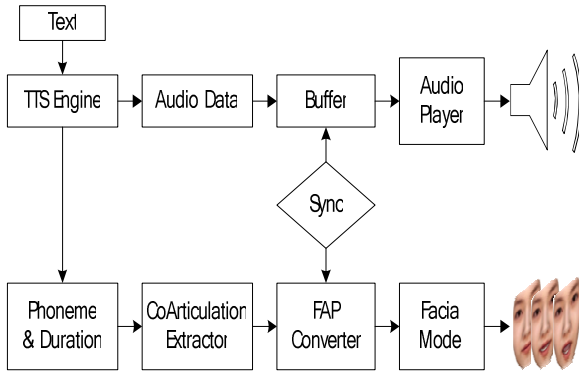 Text
TTS Engine
Audio Data
Buffer
Audio
Player
Sync
Phoneme
& Duration
CoArticulation
Extractor
FAP
Converter
Facia
Mode